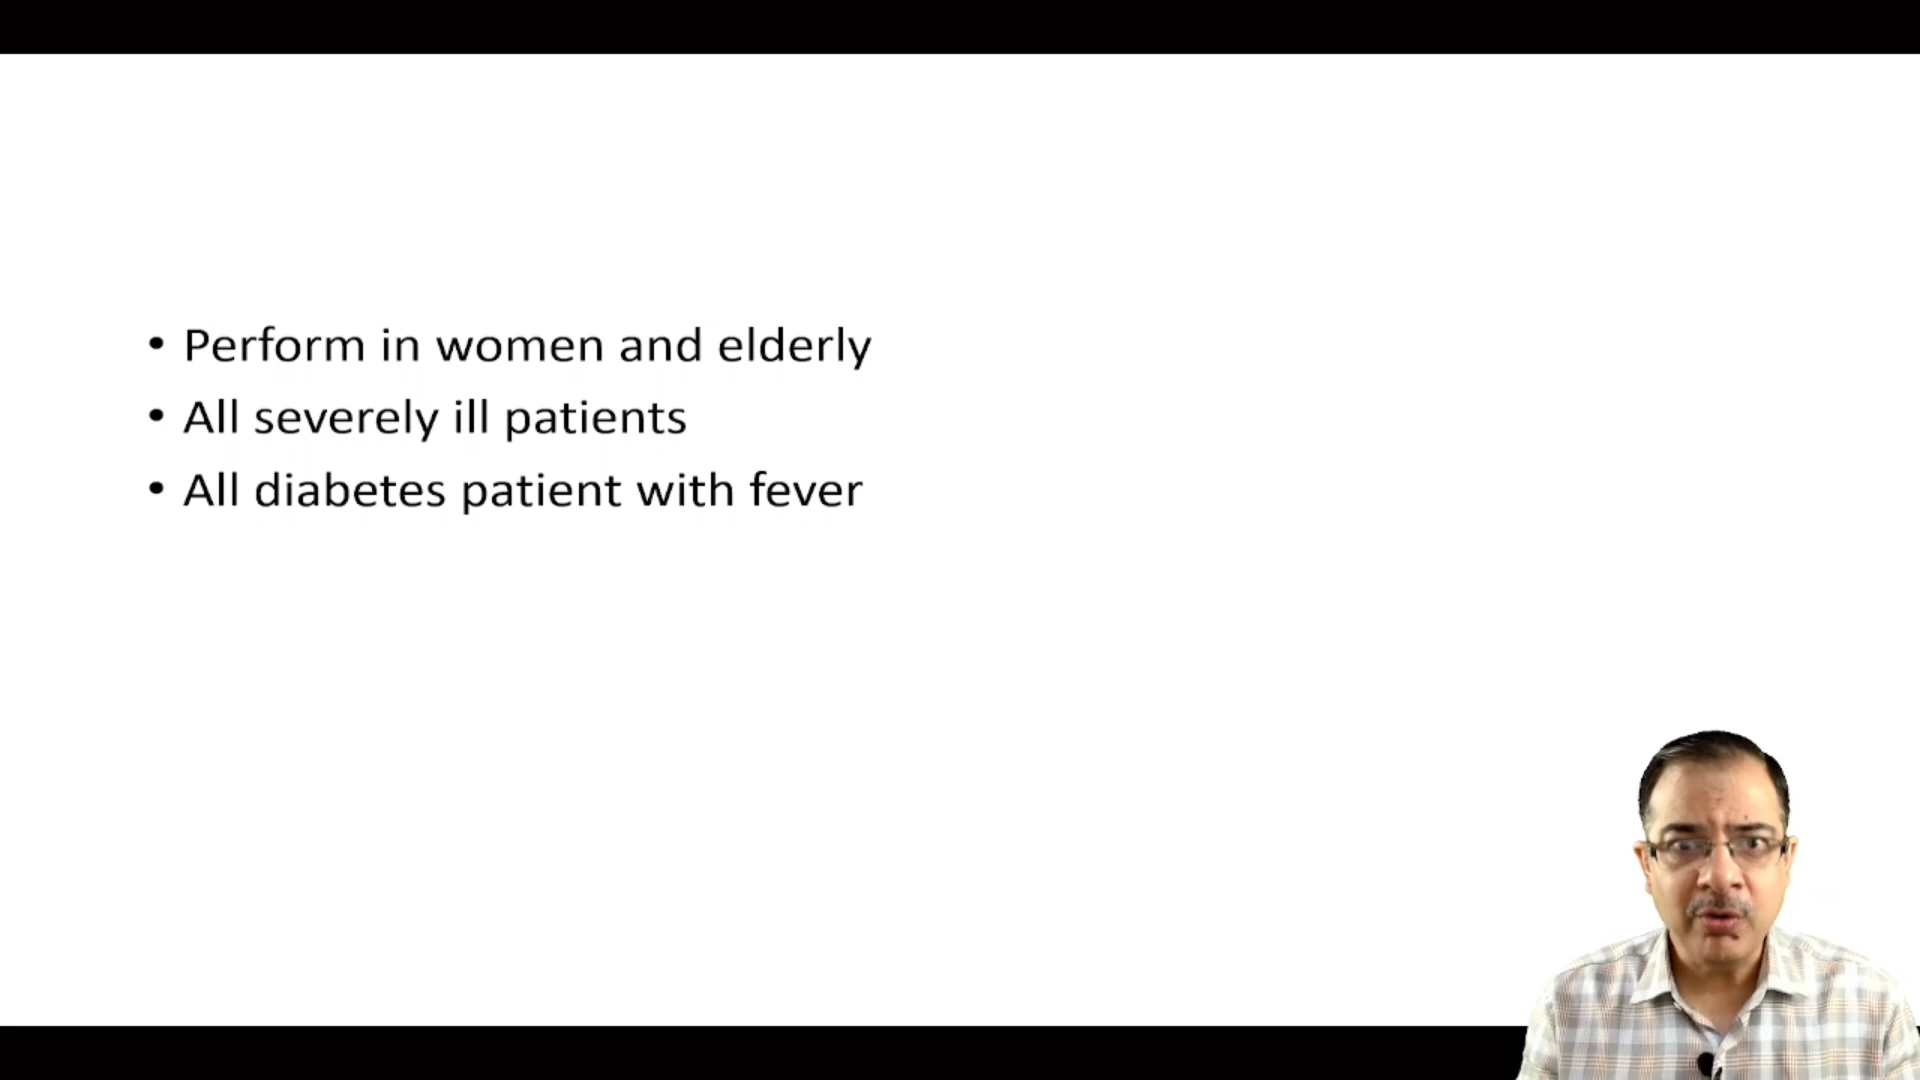 • Perform in women and elderly
• All severely ill patients
• All diabetes patient with fever